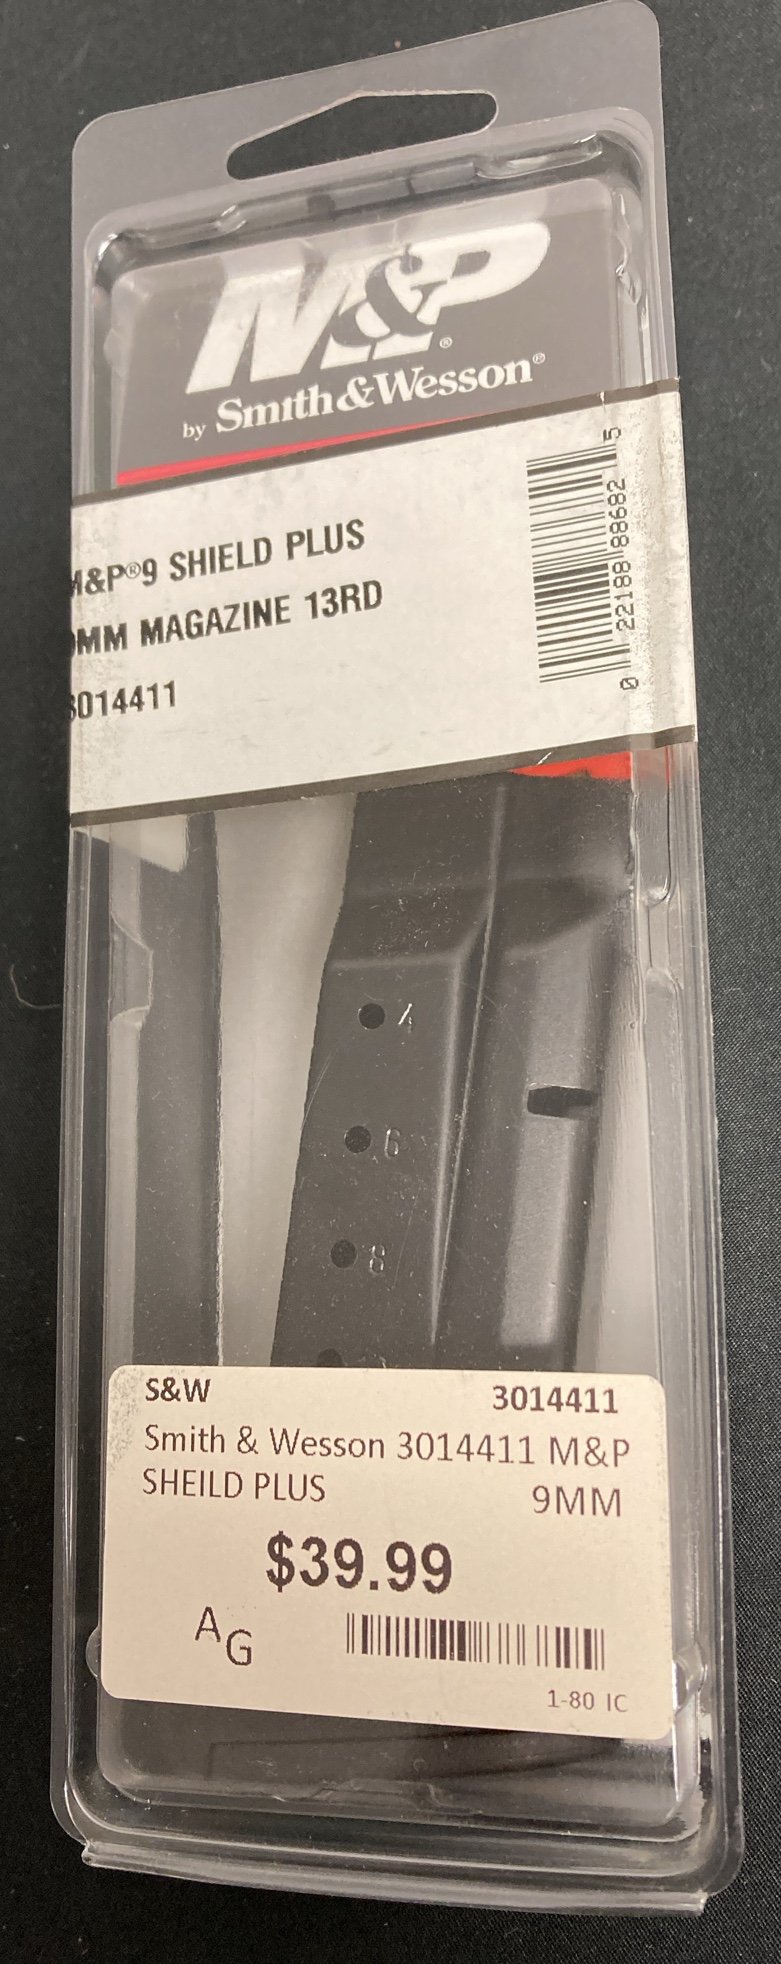 M&P®
by Smith&Wesson®
M&P®9 SHIELD PLUS
9MM MAGAZINE 13RD
3014411
0 22188 88682 5
4
6
8
S&W 3014411
Smith & Wesson 3014411 M&P
SHEILD PLUS 9MM
$39.99
AG
1-80 IC